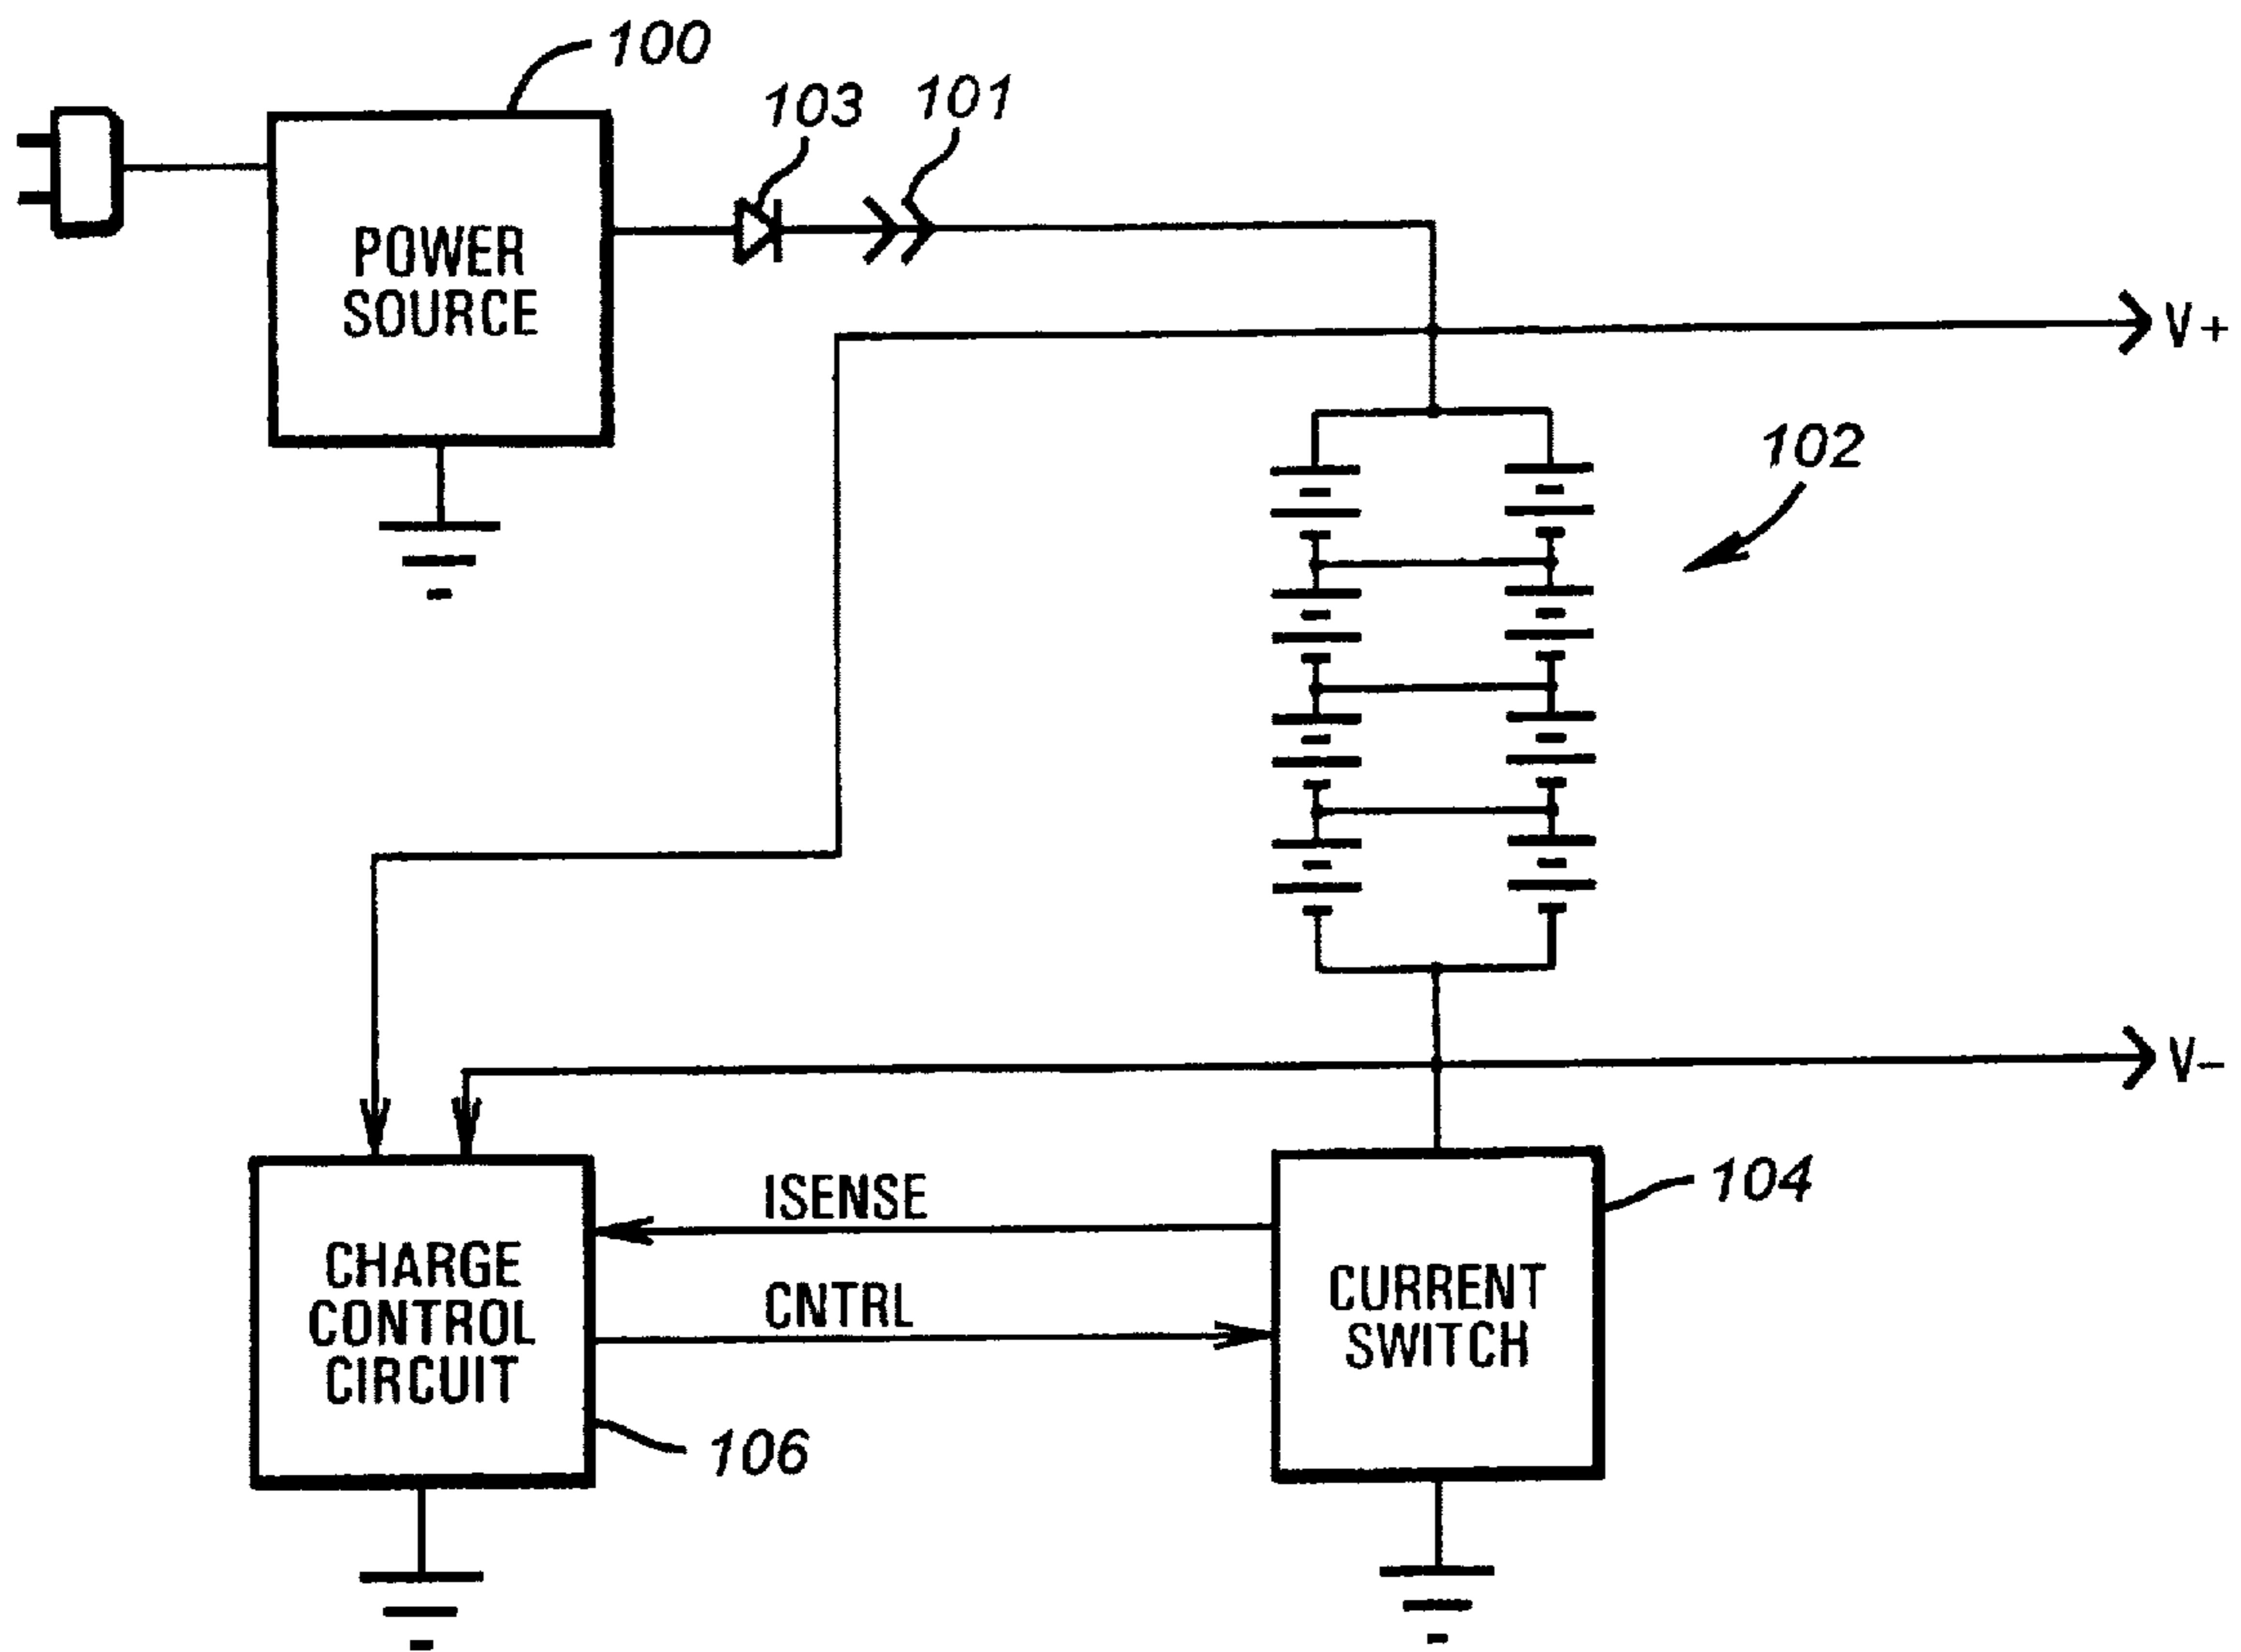 100
103
101
POWER
SOURCE
V+
102
V-
ISENSE
104
CHARGE
CONTROL
CIRCUIT
CNTRL
CURRENT
SWITCH
106